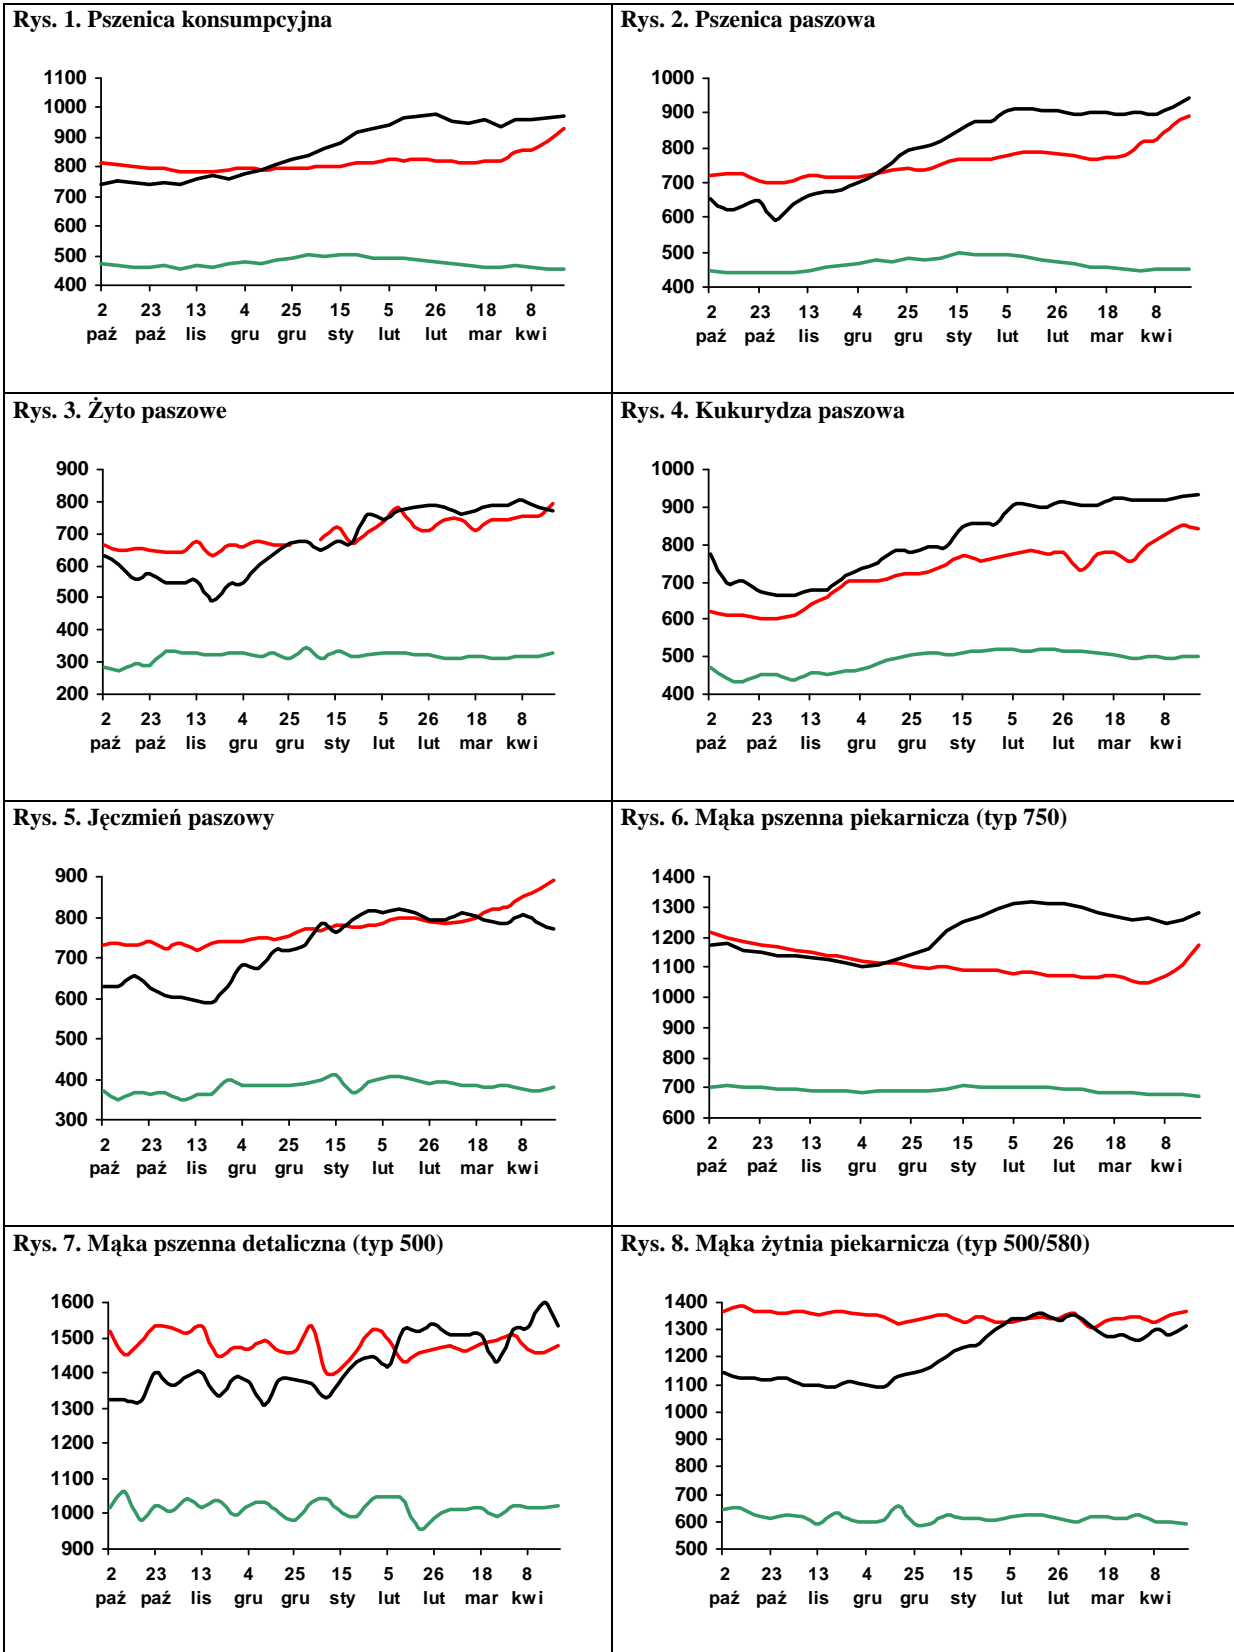 Rys. 1. Pszenica konsumpcyjna
1100
1000
900
800
700
600
500
400
2 23 13 4 25 15 5 26 18 8
paź paź lis gru gru sty lut lut mar kwi
Rys. 2. Pszenica paszowa
1000
900
800
700
600
500
400
2 23 13 4 25 15 5 26 18 8
paź paź lis gru gru sty lut lut mar kwi
Rys. 3. Żyto paszowe
900
800
700
600
500
400
300
200
2 23 13 4 25 15 5 26 18 8
paź paź lis gru gru sty lut lut mar kwi
Rys. 4. Kukurydza paszowa
1000
900
800
700
600
500
400
2 23 13 4 25 15 5 26 18 8
paź paź lis gru gru sty lut lut mar kwi
Rys. 5. Jęczmień paszowy
900
800
700
600
500
400
300
2 23 13 4 25 15 5 26 18 8
paź paź lis gru gru sty lut lut mar kwi
Rys. 6. Mąka pszenna piekarnicza (typ 750)
1400
1300
1200
1100
1000
900
800
700
600
2 23 13 4 25 15 5 26 18 8
paź paź lis gru gru sty lut lut mar kwi
Rys. 7. Mąka pszenna detaliczna (typ 500)
1600
1500
1400
1300
1200
1100
1000
900
2 23 13 4 25 15 5 26 18 8
paź paź lis gru gru sty lut lut mar kwi
Rys. 8. Mąka żytnia piekarnicza (typ 500/580)
1400
1300
1200
1100
1000
900
800
700
600
500
2 23 13 4 25 15 5 26 18 8
paź paź lis gru gru sty lut lut mar kwi